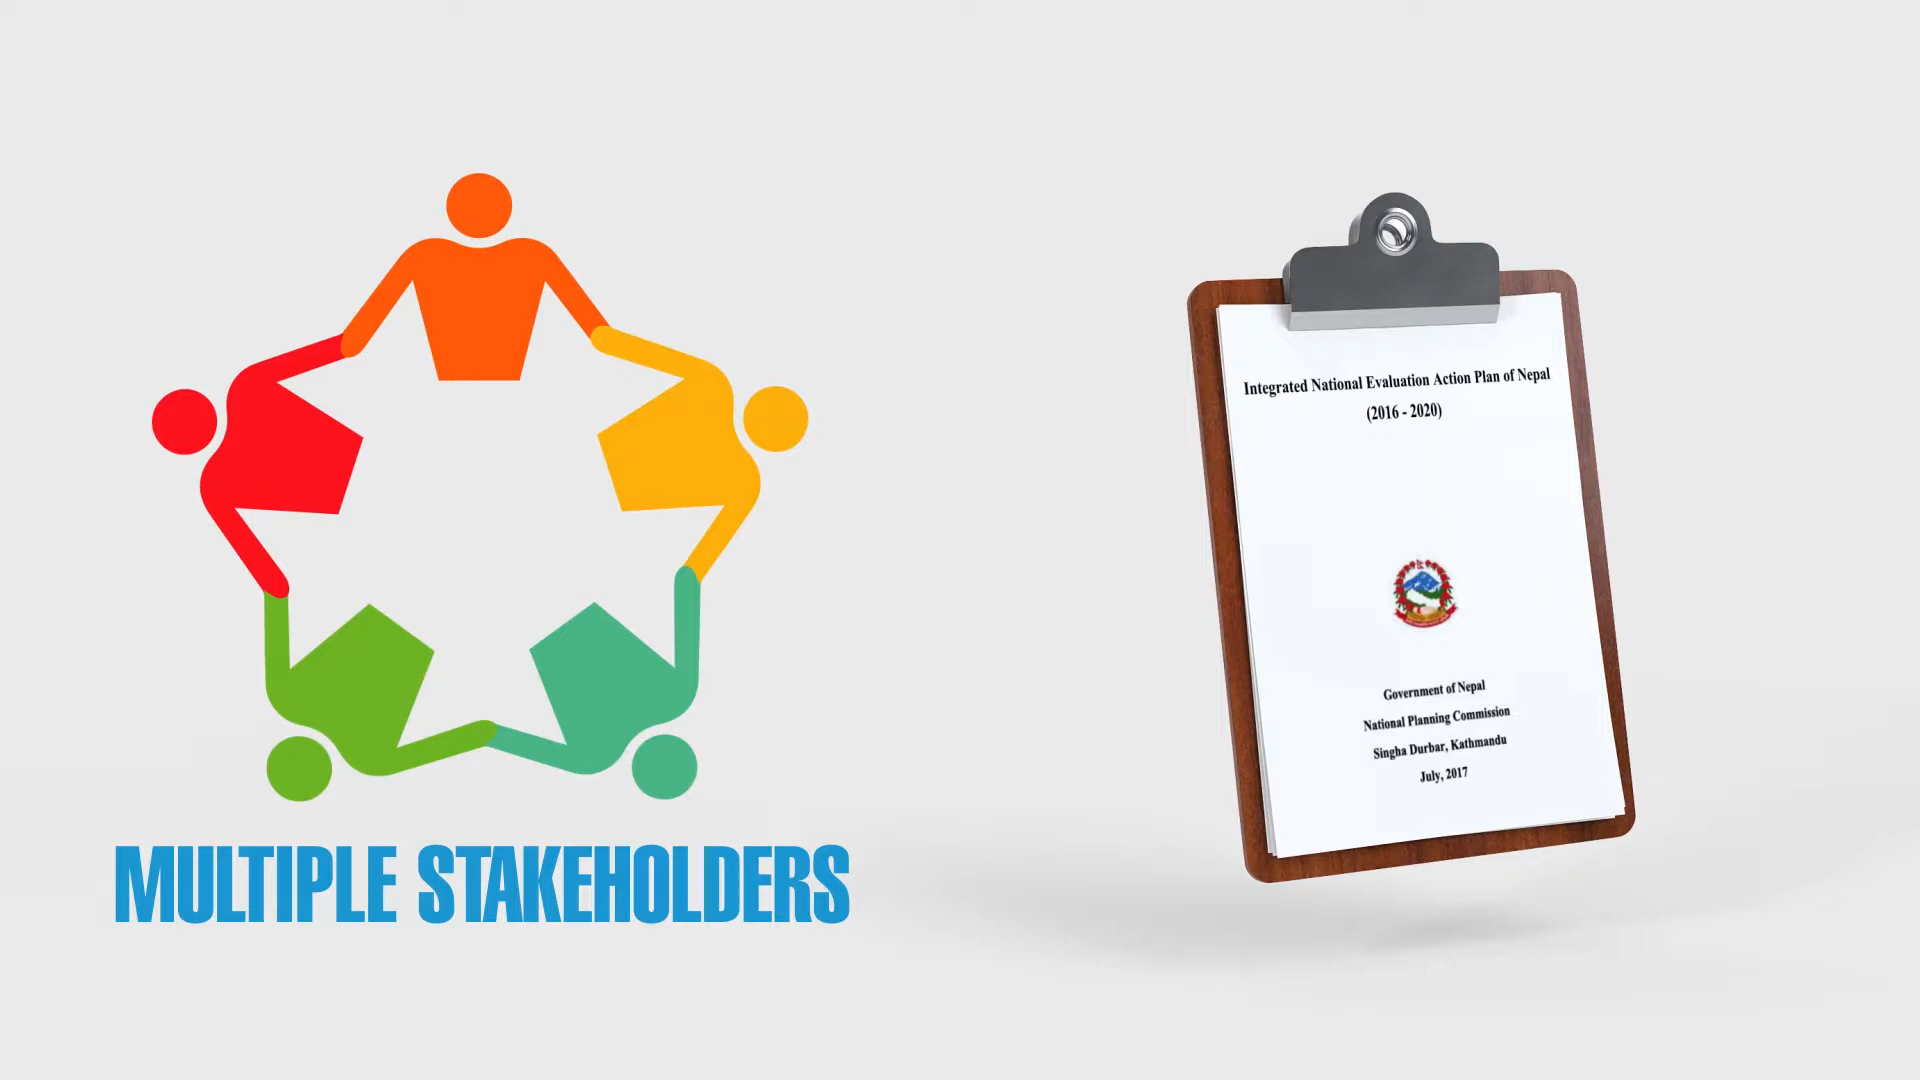 MULTIPLE STAKEHOLDERS
Integrated National Evaluation Action Plan of Nepal
(2016 - 2020)
Government of Nepal
National Planning Commission
Singha Durbar, Kathmandu
July, 2017